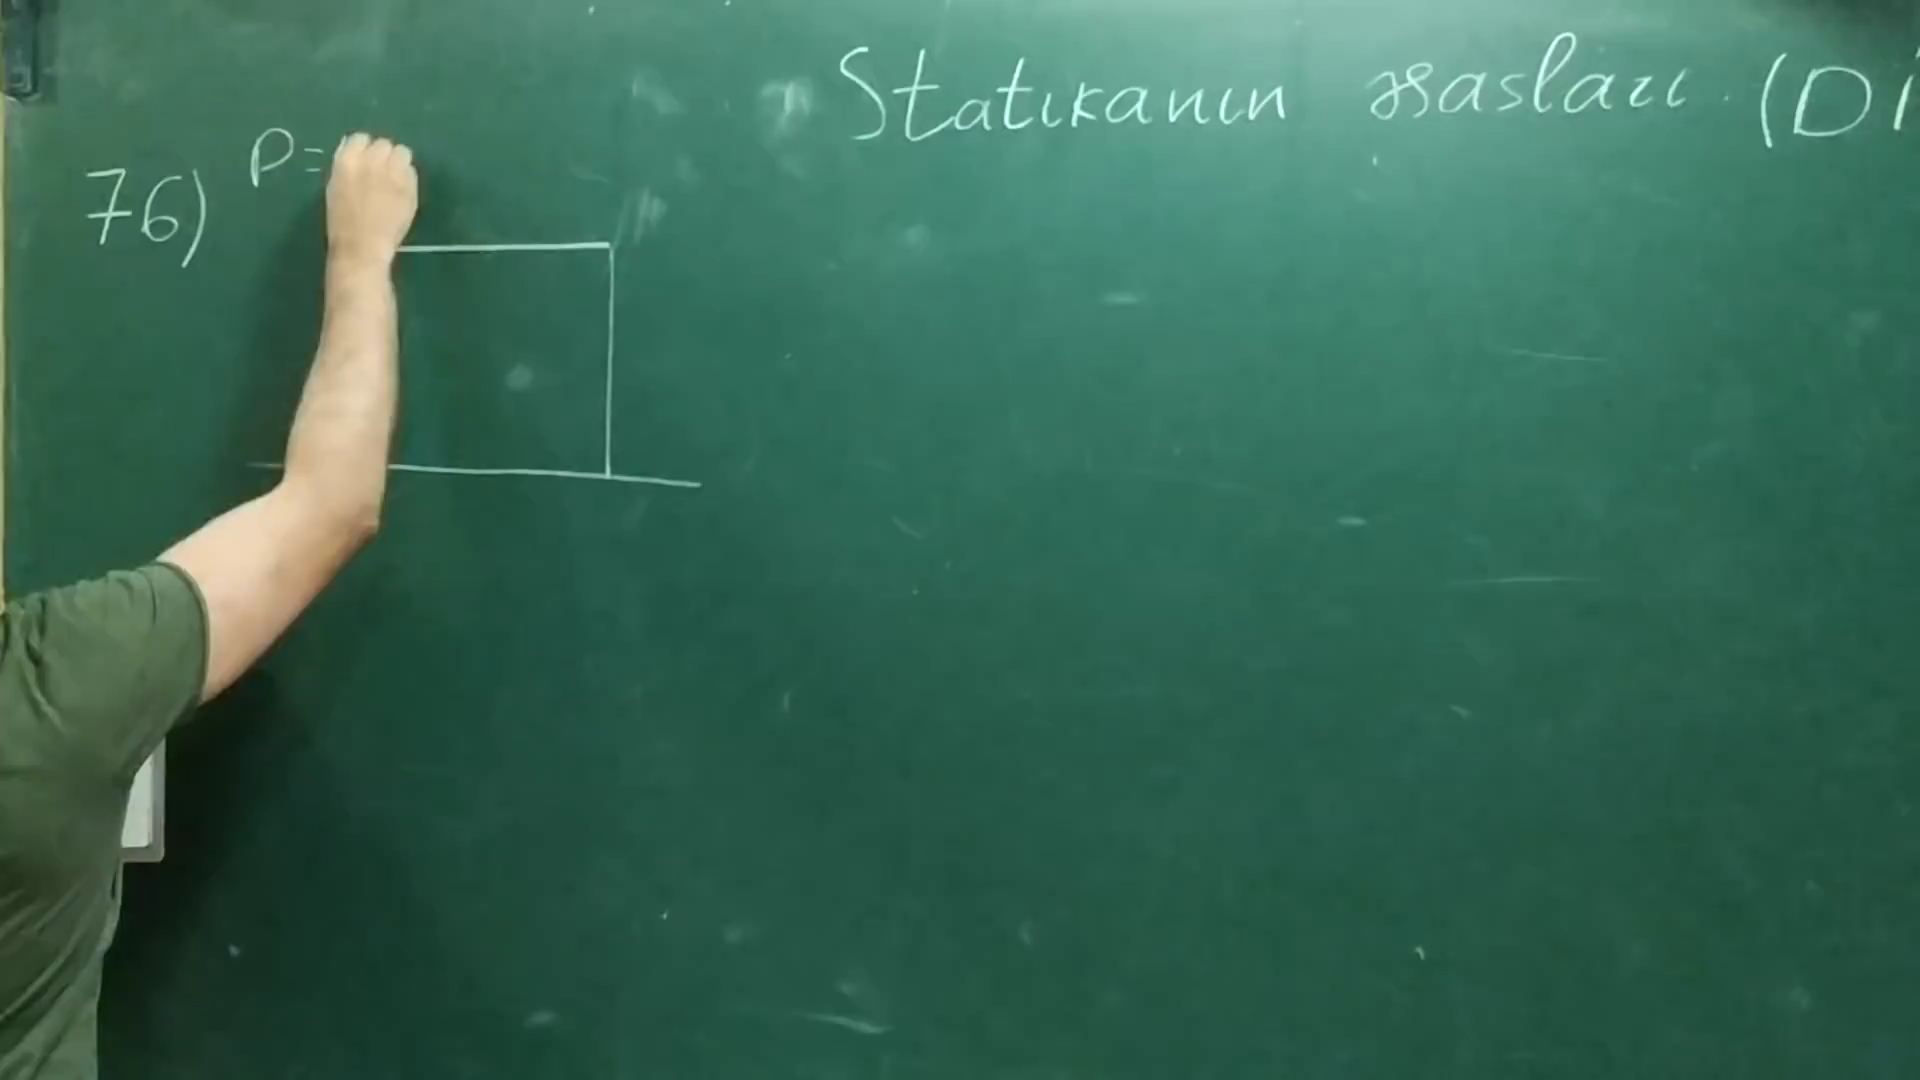 Statikanın əsasları (Dİ
76) P=